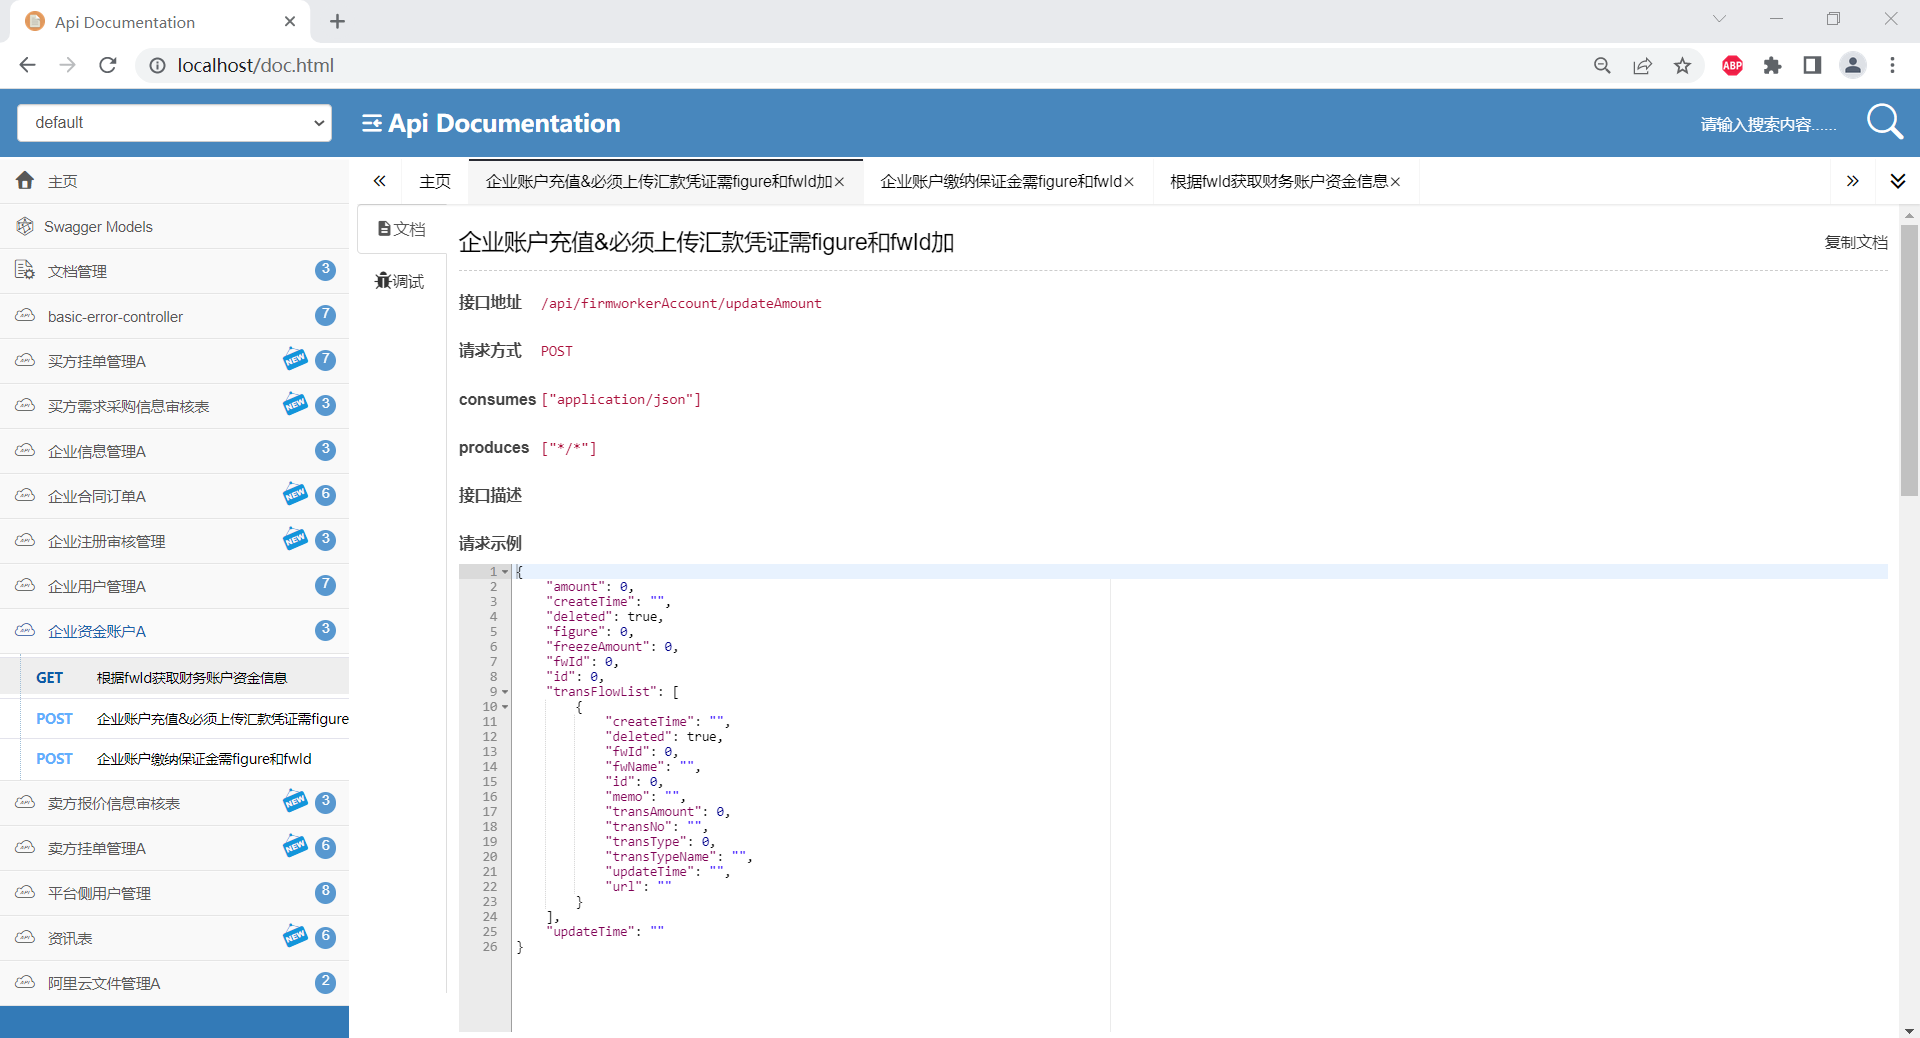 Api Documentation
localhost/doc.html
ABP
default
Api Documentation
请输入搜索内容......
主页
Swagger Models
文档管理 3
basic-error-controller 7
买方挂单管理A NEW 7
买方需求采购信息审核表 NEW 3
企业信息管理A 3
企业合同订单A NEW 6
企业注册审核管理 NEW 3
企业用户管理A 7
企业资金账户A 3
GET 根据fwId获取财务账户资金信息
POST 企业账户充值&必须上传汇款凭证需figure
POST 企业账户缴纳保证金需figure和fwId
卖方报价信息审核表 NEW 3
卖方挂单管理A NEW 6
平台侧用户管理 8
资讯表 NEW 6
阿里云文件管理A 2
主页 企业账户充值&必须上传汇款凭证需figure和fwId加× 企业账户缴纳保证金需figure和fwId× 根据fwId获取财务账户资金信息×
文档
调试
企业账户充值&必须上传汇款凭证需figure和fwId加
复制文档
接口地址 /api/firmworkerAccount/updateAmount
请求方式 POST
consumes ["application/json"]
produces ["*/*"]
接口描述
请求示例
1 {
2 "amount": 0,
3 "createTime": "",
4 "deleted": true,
5 "figure": 0,
6 "freezeAmount": 0,
7 "fwId": 0,
8 "id": 0,
9 "transFlowList": [
10 {
11 "createTime": "",
12 "deleted": true,
13 "fwId": 0,
14 "fwName": "",
15 "id": 0,
16 "memo": "",
17 "transAmount": 0,
18 "transNo": "",
19 "transType": 0,
20 "transTypeName": "",
21 "updateTime": "",
22 "url": ""
23 }
24 ],
25 "updateTime": ""
26 }